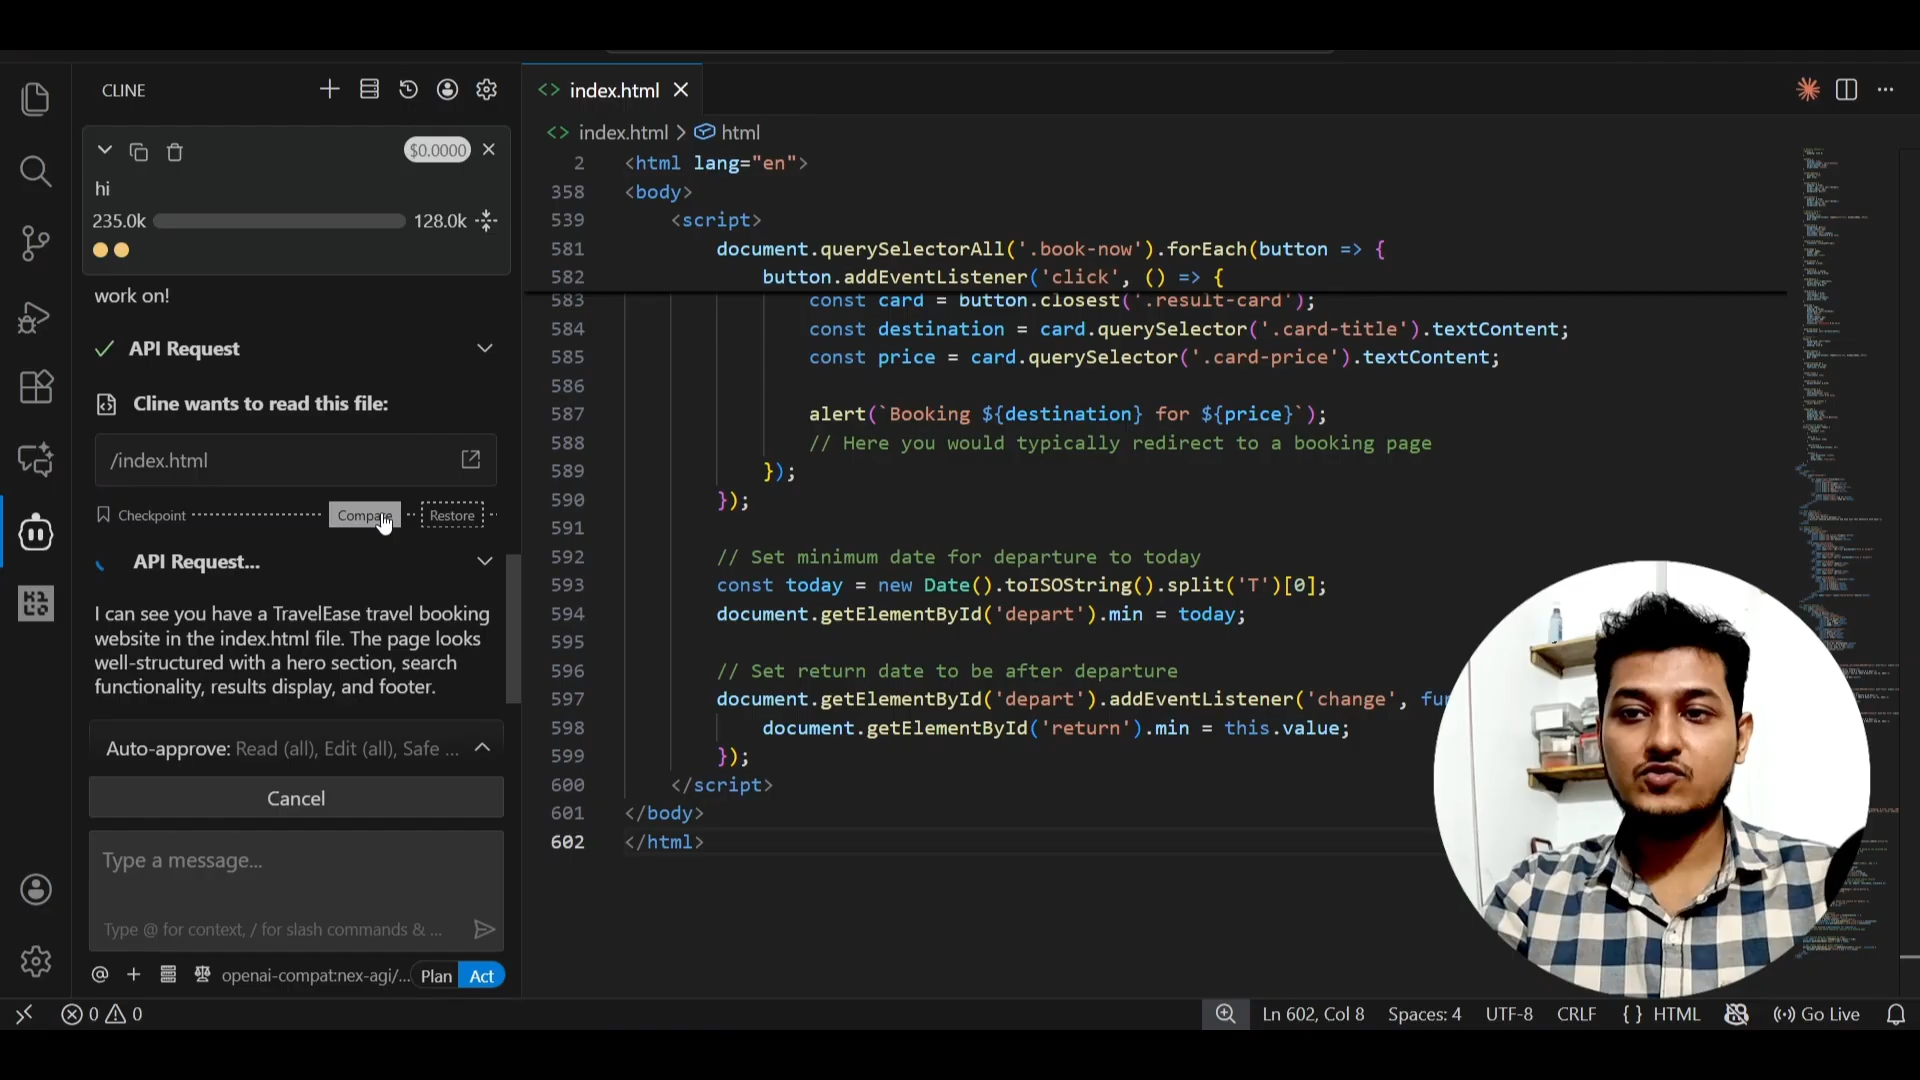 CLINE
$0.0000
hi
235.0k 128.0k
work on!
API Request
Cline wants to read this file:
/index.html
Checkpoint Compare Restore
API Request...
I can see you have a TravelEase travel booking
website in the index.html file. The page looks
well-structured with a hero section, search
functionality, results display, and footer.
Auto-approve: Read (all), Edit (all), Safe ...
Cancel
Type a message...
Type @ for context, / for slash commands & ...
@ + openai-compat:nex-agi/... Plan Act
0 0
<> index.html
<> index.html > html
2 <html lang="en">
358 <body>
539 <script>
581 document.querySelectorAll('.book-now').forEach(button => {
582 button.addEventListener('click', () => {
583 const card = button.closest('.result-card');
584 const destination = card.querySelector('.card-title').textContent;
585 const price = card.querySelector('.card-price').textContent;
586
587 alert(`Booking ${destination} for ${price}`);
588 // Here you would typically redirect to a booking page
589 });
590 });
591
592 // Set minimum date for departure to today
593 const today = new Date().toISOString().split('T')[0];
594 document.getElementById('depart').min = today;
595
596 // Set return date to be after departure
597 document.getElementById('depart').addEventListener('change', fu
598 document.getElementById('return').min = this.value;
599 });
600 </script>
601 </body>
602 </html>
Ln 602, Col 8 Spaces: 4 UTF-8 CRLF { } HTML Go Live